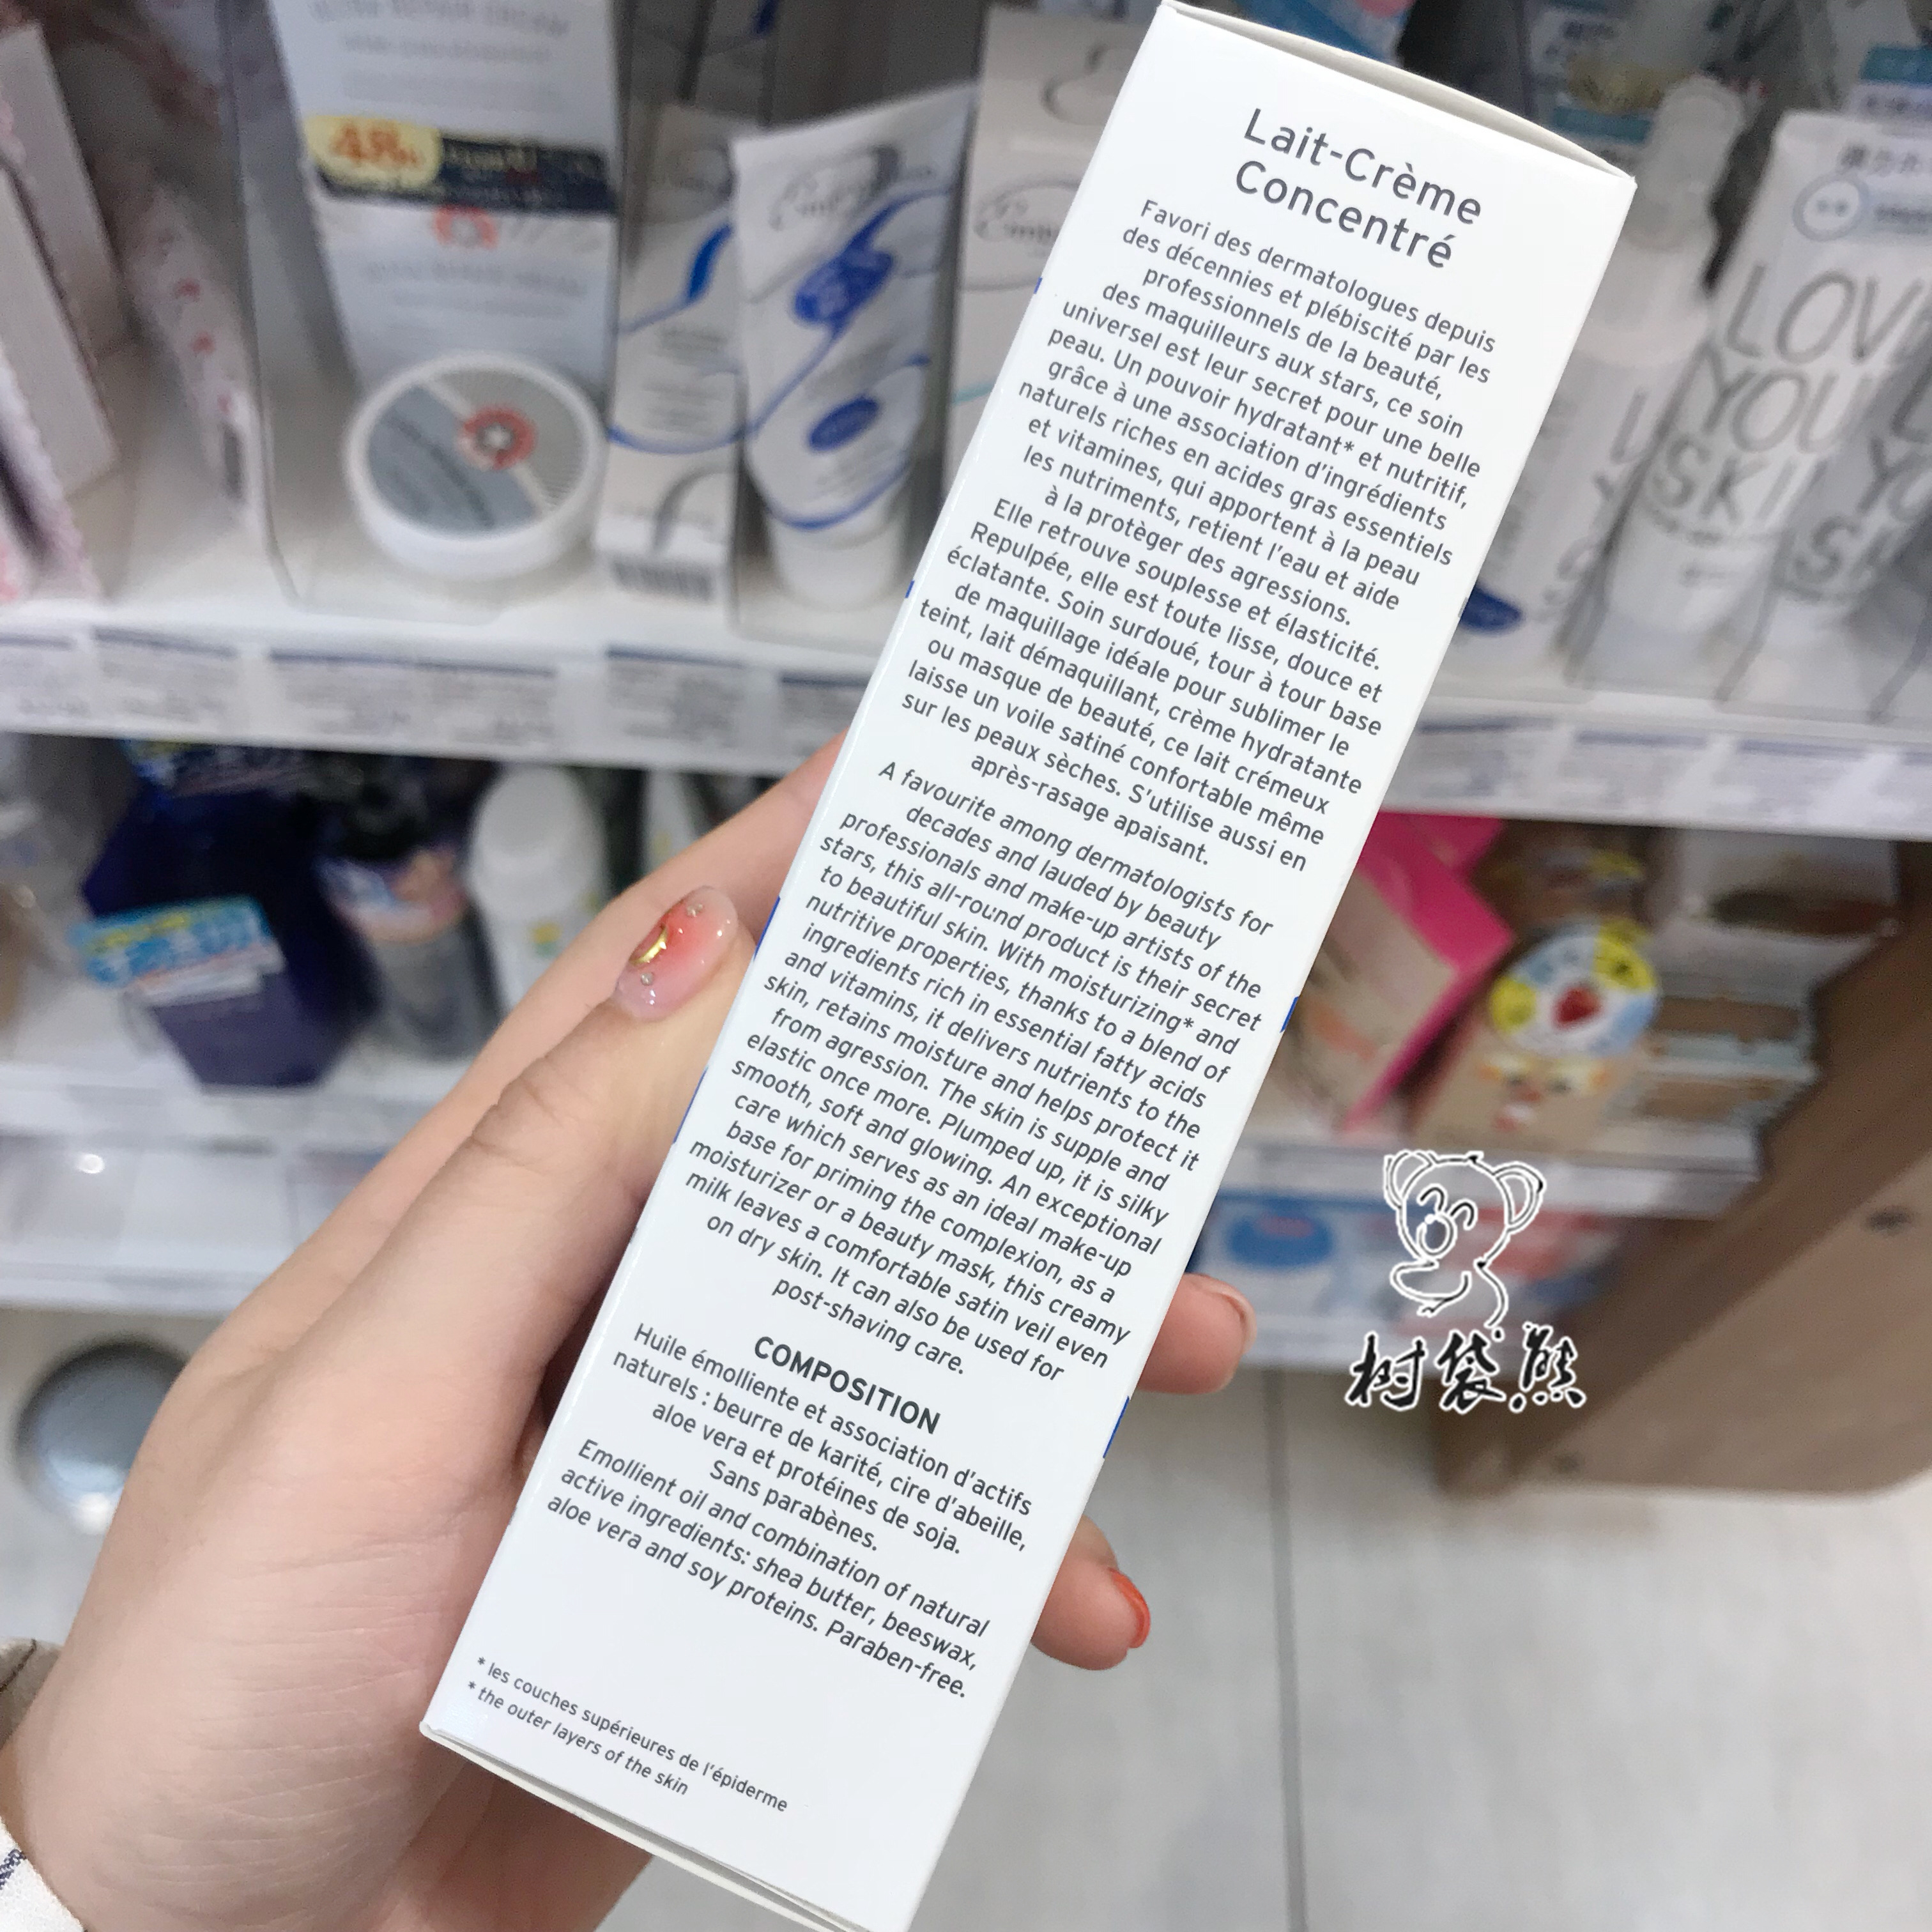 Lait-Crème
Concentré
Favori des dermatologues depuis
des décennies et plébiscité par les
professionnels de la beauté,
des maquilleurs aux stars, ce soin
universel est leur secret pour une belle
peau. Un pouvoir hydratant* et nutritif,
grâce à une association d'ingrédients
naturels riches en acides gras essentiels
et vitamines, qui apportent à la peau
les nutriments, retient l'eau et aide
à la protèger des agressions.
Elle retrouve souplesse et élasticité.
Repulpée, elle est toute lisse, douce et
éclatante. Soin surdoué, tour à tour base
de maquillage idéale pour sublimer le
teint, lait démaquillant, crème hydratante
ou masque de beauté, ce lait crémeux
laisse un voile satiné confortable même
sur les peaux sèches. S'utilise aussi en
après-rasage apaisant.
A favourite among dermatologists for
decades and lauded by beauty
professionals and make-up artists of the
stars, this all-round product is their secret
to beautiful skin. With moisturizing* and
nutritive properties, thanks to a blend of
ingredients rich in essential fatty acids
and vitamins, it delivers nutrients to the
skin, retains moisture and helps protect it
from agression. The skin is supple and
elastic once more. Plumped up, it is silky
smooth, soft and glowing. An exceptional
care which serves as an ideal make-up
base for priming the complexion, as a
moisturizer or a beauty mask, this creamy
milk leaves a comfortable satin veil even
on dry skin. It can also be used for
post-shaving care.
COMPOSITION
Huile émolliente et association d'actifs
naturels : beurre de karité, cire d'abeille,
aloe vera et protéines de soja.
Sans parabènes.
Emollient oil and combination of natural
active ingredients: shea butter, beeswax,
aloe vera and soy proteins. Paraben-free.
* les couches supérieures de l'épiderme
* the outer layers of the skin
LOVE
YOU
SKI
树袋熊